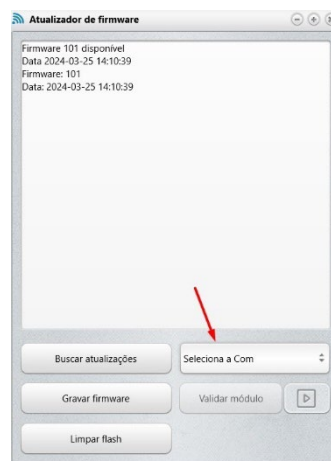 Atualizador de firmware
Firmware 101 disponível
Data 2024-03-25 14:10:39
Firmware: 101
Data: 2024-03-25 14:10:39
Buscar atualizações
Seleciona a Com
Gravar firmware
Validar módulo
Limpar flash